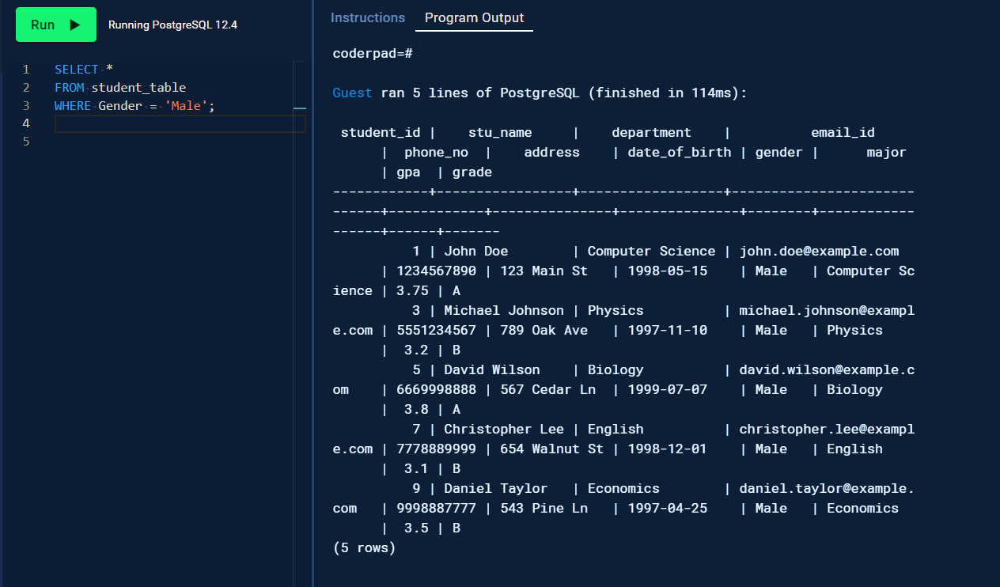 Run ▶ Running PostgreSQL 12.4
1 SELECT *
2 FROM student_table
3 WHERE Gender = 'Male';
4
5
Instructions Program Output
coderpad=#
Guest ran 5 lines of PostgreSQL (finished in 114ms):
 student_id |    stu_name     |    department    |           email_id
      |  phone_no  |    address    | date_of_birth | gender |      major
      | gpa  | grade
------------+-----------------+------------------+-----------------------
------+------------+---------------+---------------+--------+------------
------+------+-------
          1 | John Doe        | Computer Science | john.doe@example.com
      | 1234567890 | 123 Main St   | 1998-05-15    | Male   | Computer Sc
ience | 3.75 | A
          3 | Michael Johnson | Physics          | michael.johnson@exampl
e.com | 5551234567 | 789 Oak Ave   | 1997-11-10    | Male   | Physics
      |  3.2 | B
          5 | David Wilson    | Biology          | david.wilson@example.c
om    | 6669998888 | 567 Cedar Ln  | 1999-07-07    | Male   | Biology
      |  3.8 | A
          7 | Christopher Lee | English          | christopher.lee@exampl
e.com | 7778889999 | 654 Walnut St | 1998-12-01    | Male   | English
      |  3.1 | B
          9 | Daniel Taylor   | Economics        | daniel.taylor@example.
com   | 9998887777 | 543 Pine Ln   | 1997-04-25    | Male   | Economics
      |  3.5 | B
(5 rows)